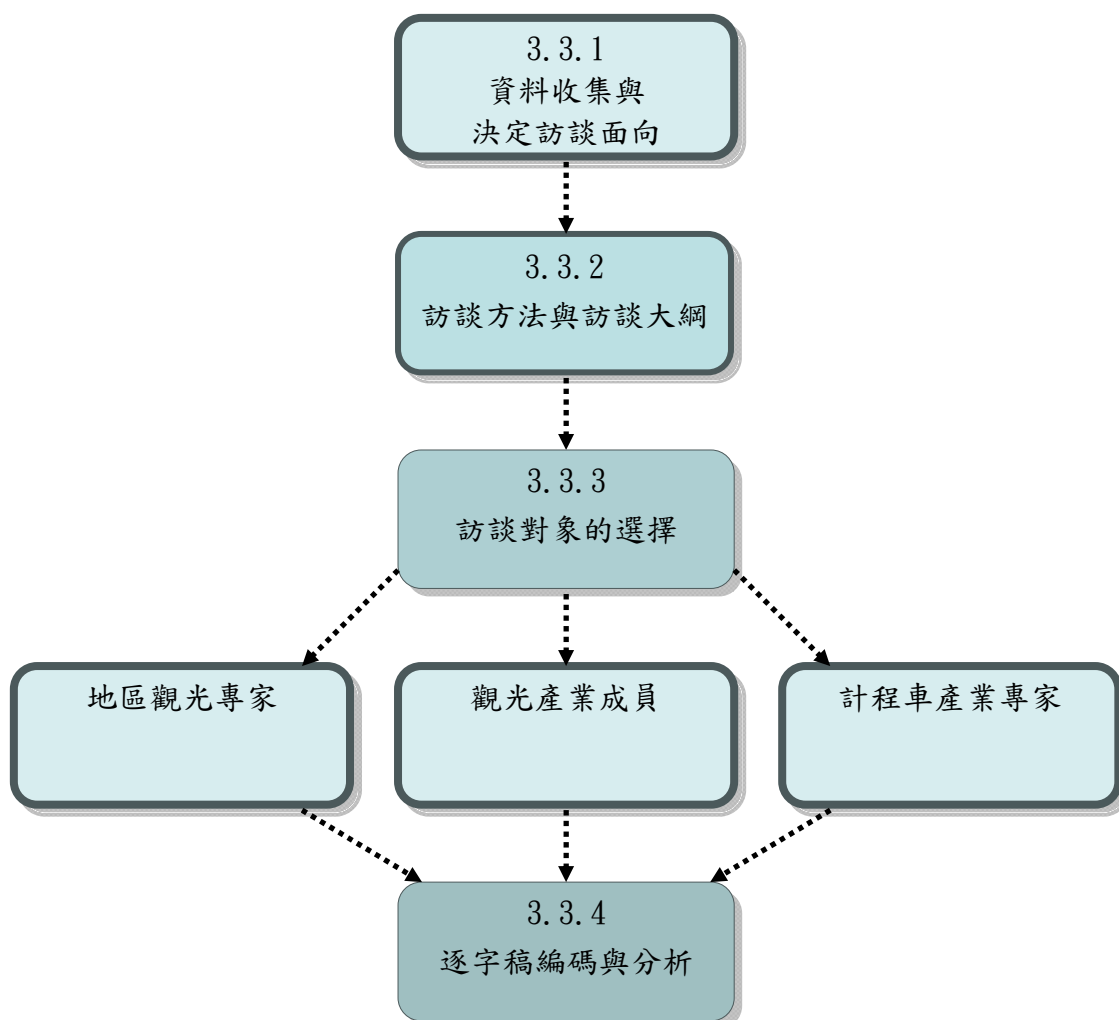 3.3.1
資料收集與
決定訪談面向
3.3.2
訪談方法與訪談大綱
3.3.3
訪談對象的選擇
地區觀光專家
觀光產業成員
計程車產業專家
3.3.4
逐字稿編碼與分析